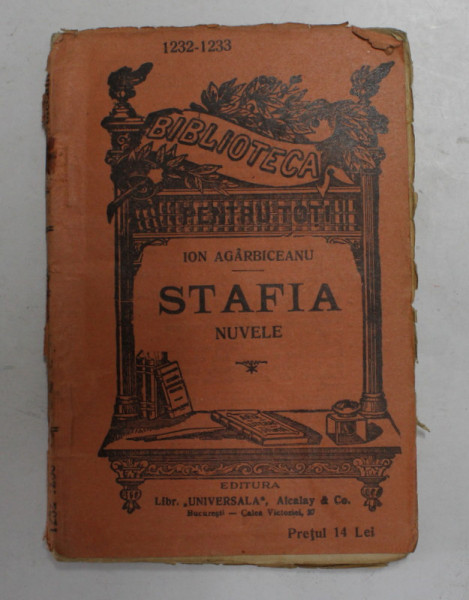 1232-1233
BIBLIOTECA
PENTRU TOȚI
ION AGÂRBICEANU
STAFIA
NUVELE
EDITURA
Libr. „UNIVERSALA“, Alcalay & Co.
București — Calea Victoriei, 27
Prețul 14 Lei